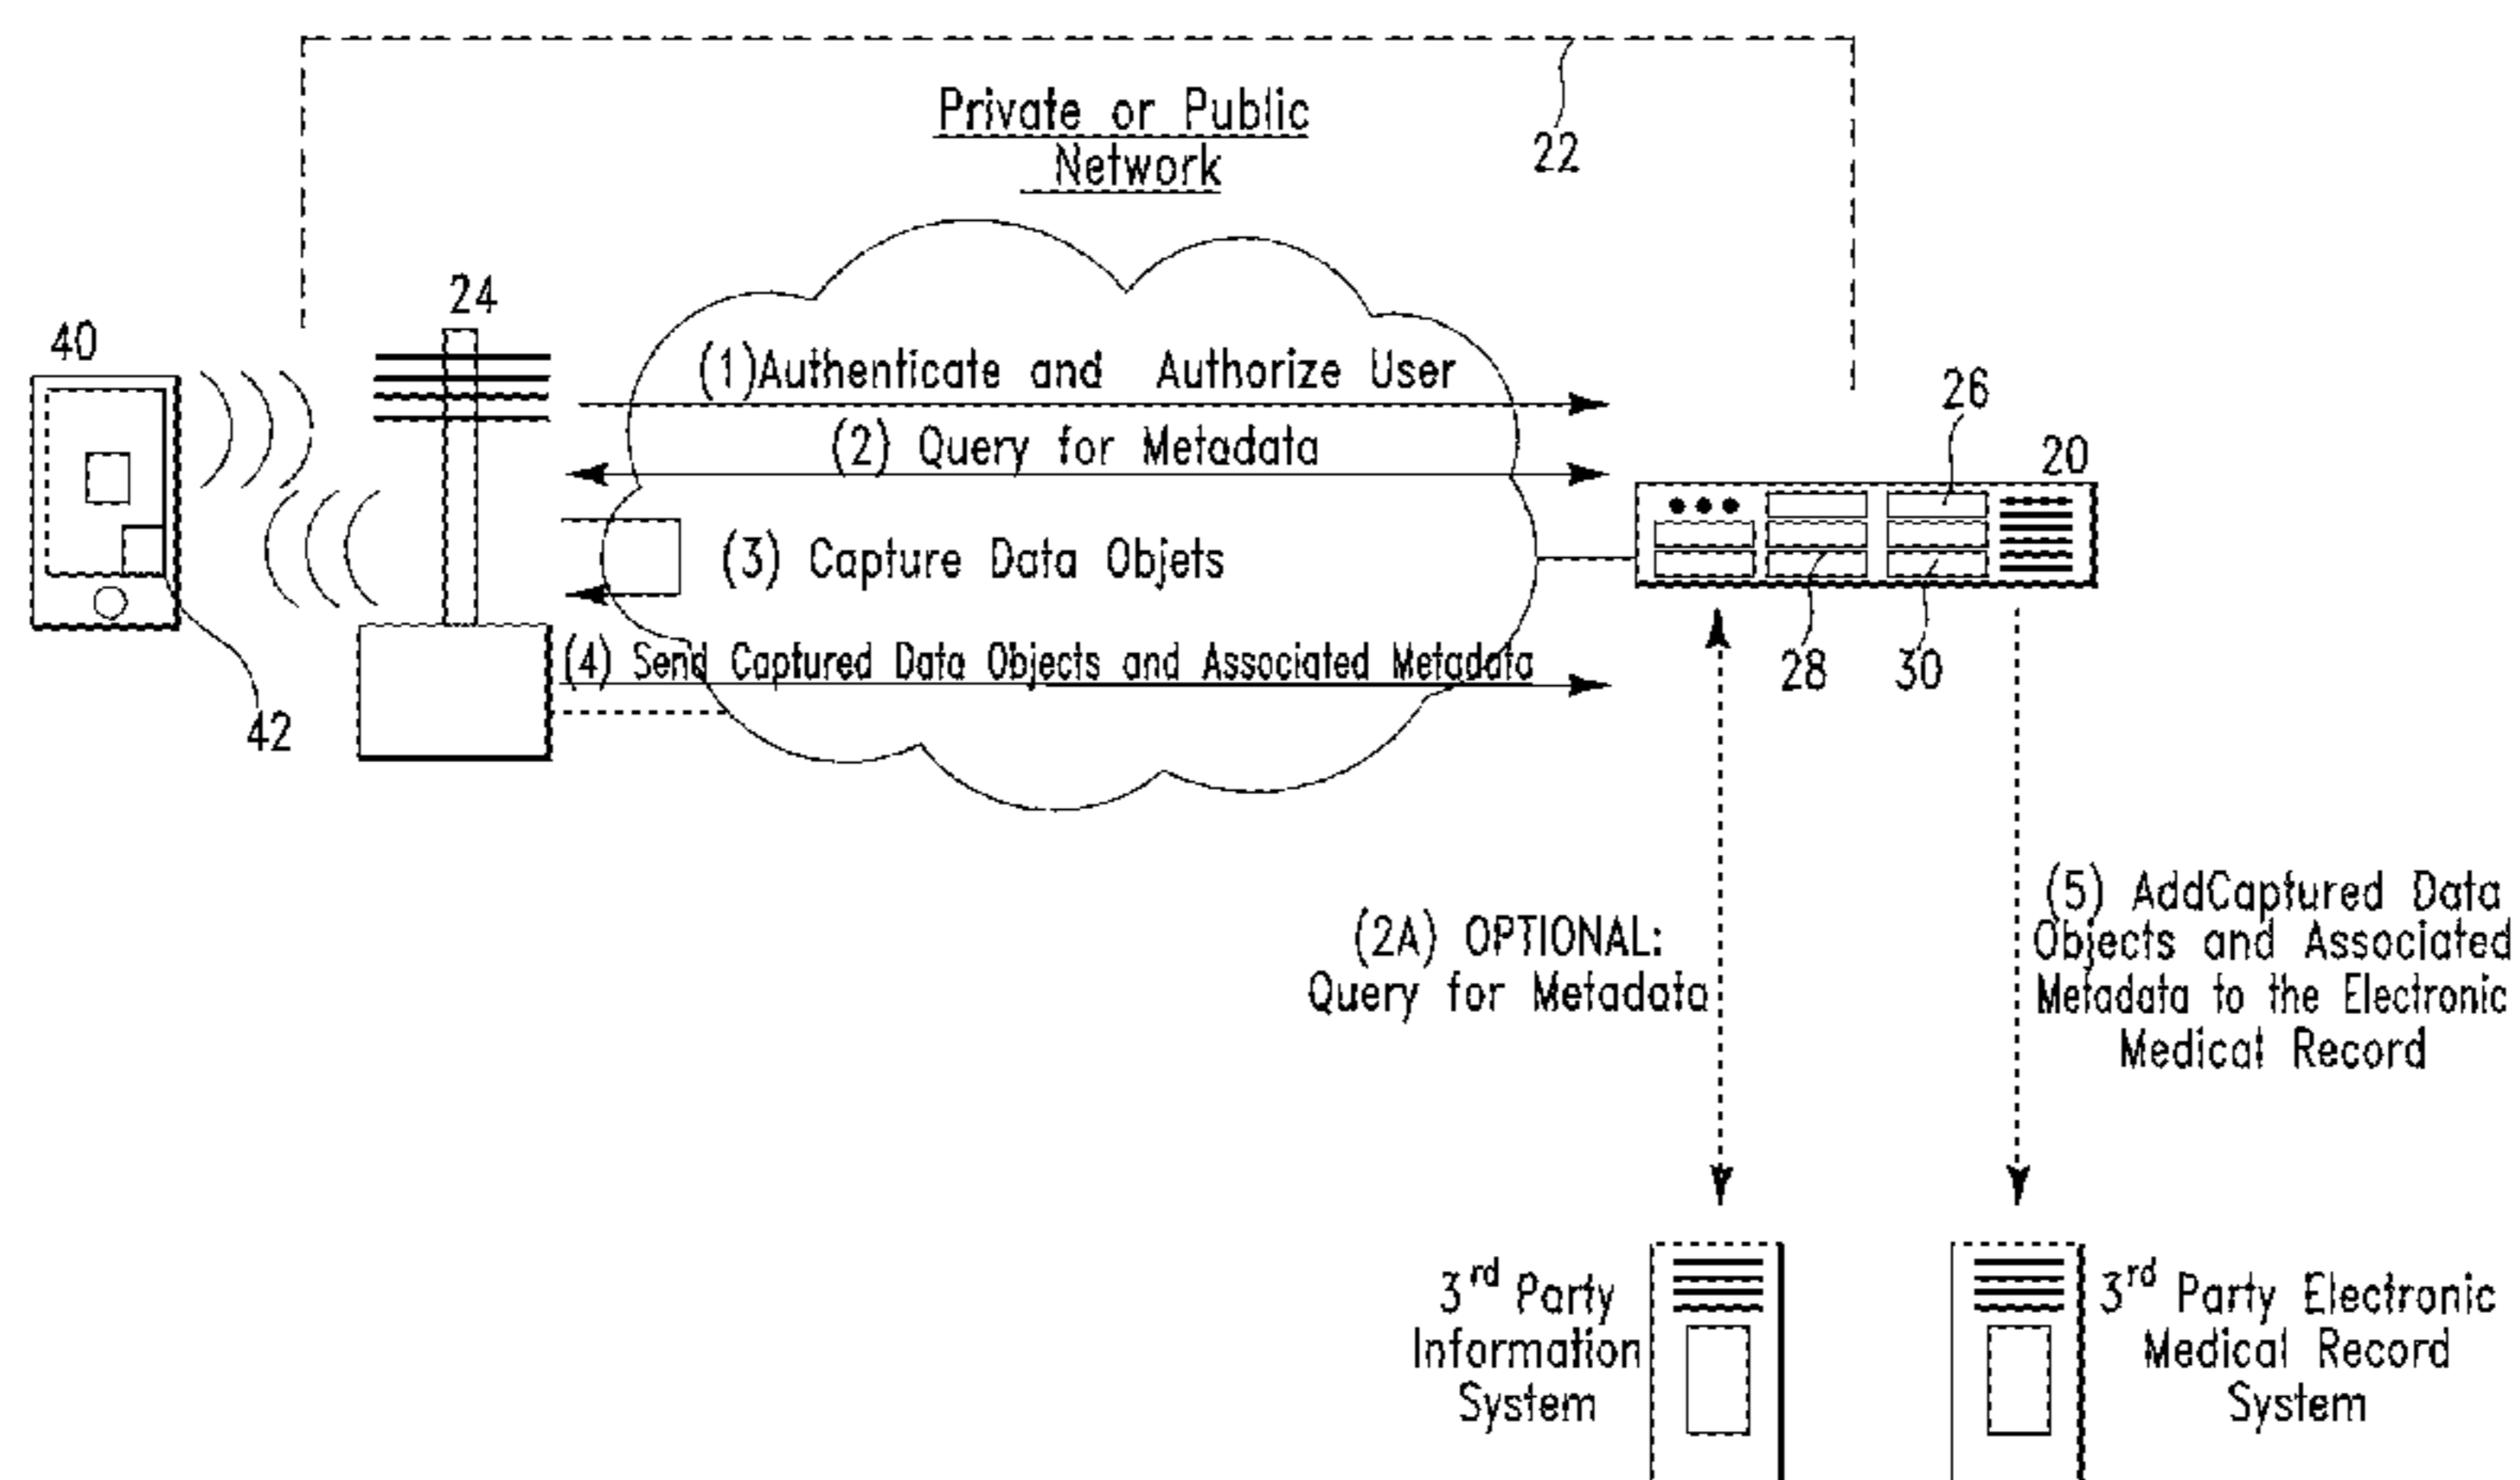 Private or Public
Network
22
24
40
(1)Authenticate and Authorize User
26
(2) Query for Metadata
20
(3) Capture Data Objets
28
30
(4) Send Captured Data Objects and Associated Metadata
42
(2A) OPTIONAL:
Query for Metadata
(5) AddCaptured Data
Objects and Associated
Metadata to the Electronic
Medical Record
3rd Party
Information
System
3rd Party Electronic
Medical Record
System